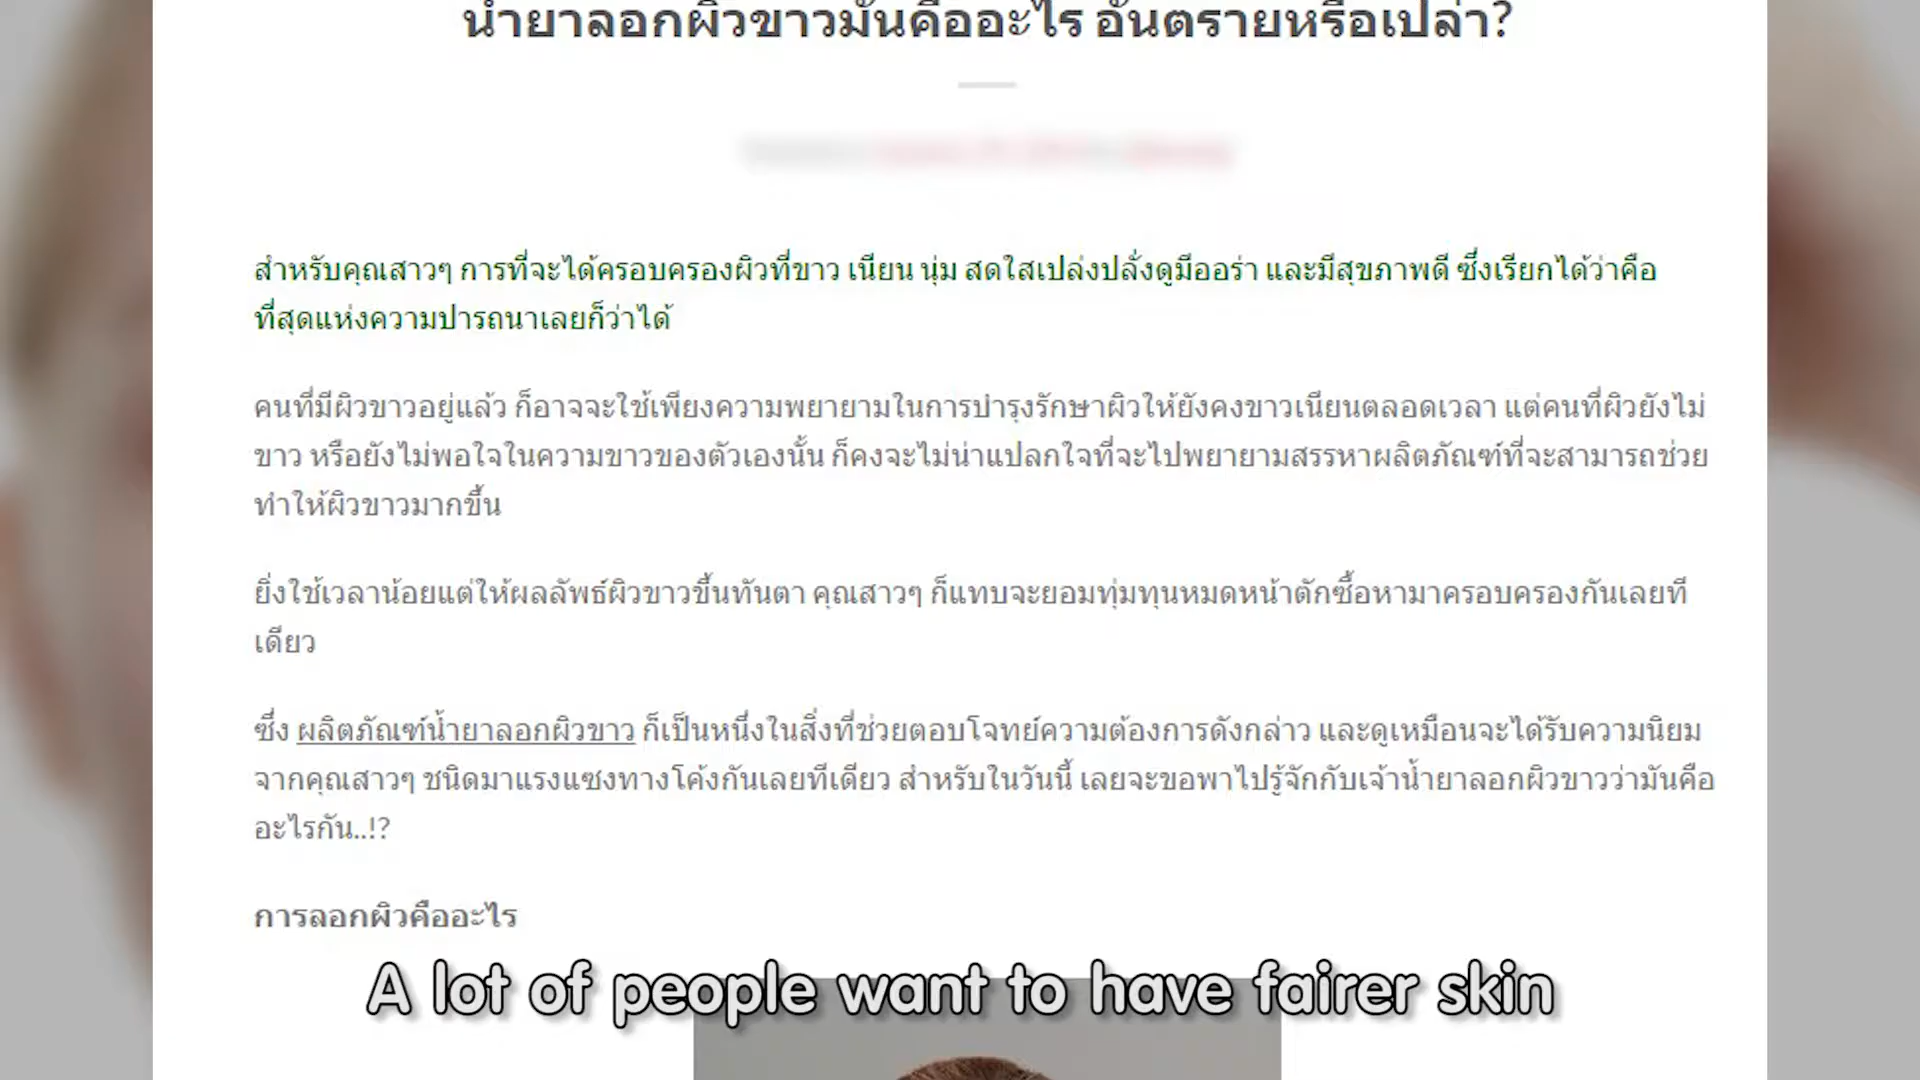 น้ำยาลอกผิวขาวมันคืออะไร อันตรายหรือเปล่า?
สำหรับคุณสาวๆ การที่จะได้ครอบครองผิวที่ขาว เนียน นุ่ม สดใสเปล่งปลั่งดูมีออร่า และมีสุขภาพดี ซึ่งเรียกได้ว่าคือ
ที่สุดแห่งความปารถนาเลยก็ว่าได้
คนที่มีผิวขาวอยู่แล้ว ก็อาจจะใช้เพียงความพยายามในการบำรุงรักษาผิวให้ยังคงขาวเนียนตลอดเวลา แต่คนที่ผิวยังไม่
ขาว หรือยังไม่พอใจในความขาวของตัวเองนั้น ก็คงจะไม่น่าแปลกใจที่จะไปพยายามสรรหาผลิตภัณฑ์ที่จะสามารถช่วย
ทำให้ผิวขาวมากขึ้น
ยิ่งใช้เวลาน้อยแต่ให้ผลลัพธ์ผิวขาวขึ้นทันตา คุณสาวๆ ก็แทบจะยอมทุ่มทุนหมดหน้าตักซื้อหามาครอบครองกันเลยที
เดียว
ซึ่ง ผลิตภัณฑ์น้ำยาลอกผิวขาว ก็เป็นหนึ่งในสิ่งที่ช่วยตอบโจทย์ความต้องการดังกล่าว และดูเหมือนจะได้รับความนิยม
จากคุณสาวๆ ชนิดมาแรงแซงทางโค้งกันเลยทีเดียว สำหรับในวันนี้ เลยจะขอพาไปรู้จักกับเจ้าน้ำยาลอกผิวขาวว่ามันคือ
อะไรกัน..!?
การลอกผิวคืออะไร
A lot of people want to have fairer skin